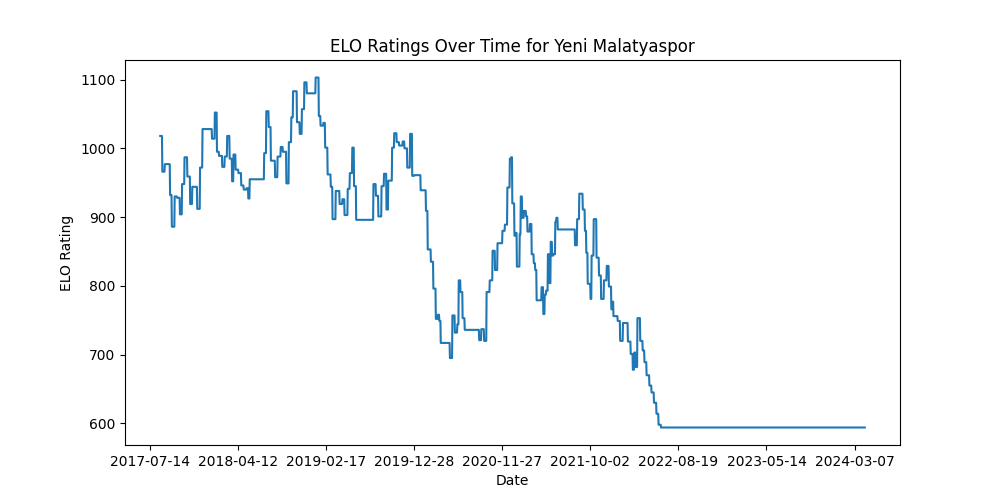 ELO Ratings Over Time for Yeni Malatyaspor
ELO Rating
1100
1000
900
800
700
600
2017-07-14 2018-04-12 2019-02-17 2019-12-28 2020-11-27 2021-10-02 2022-08-19 2023-05-14 2024-03-07
Date